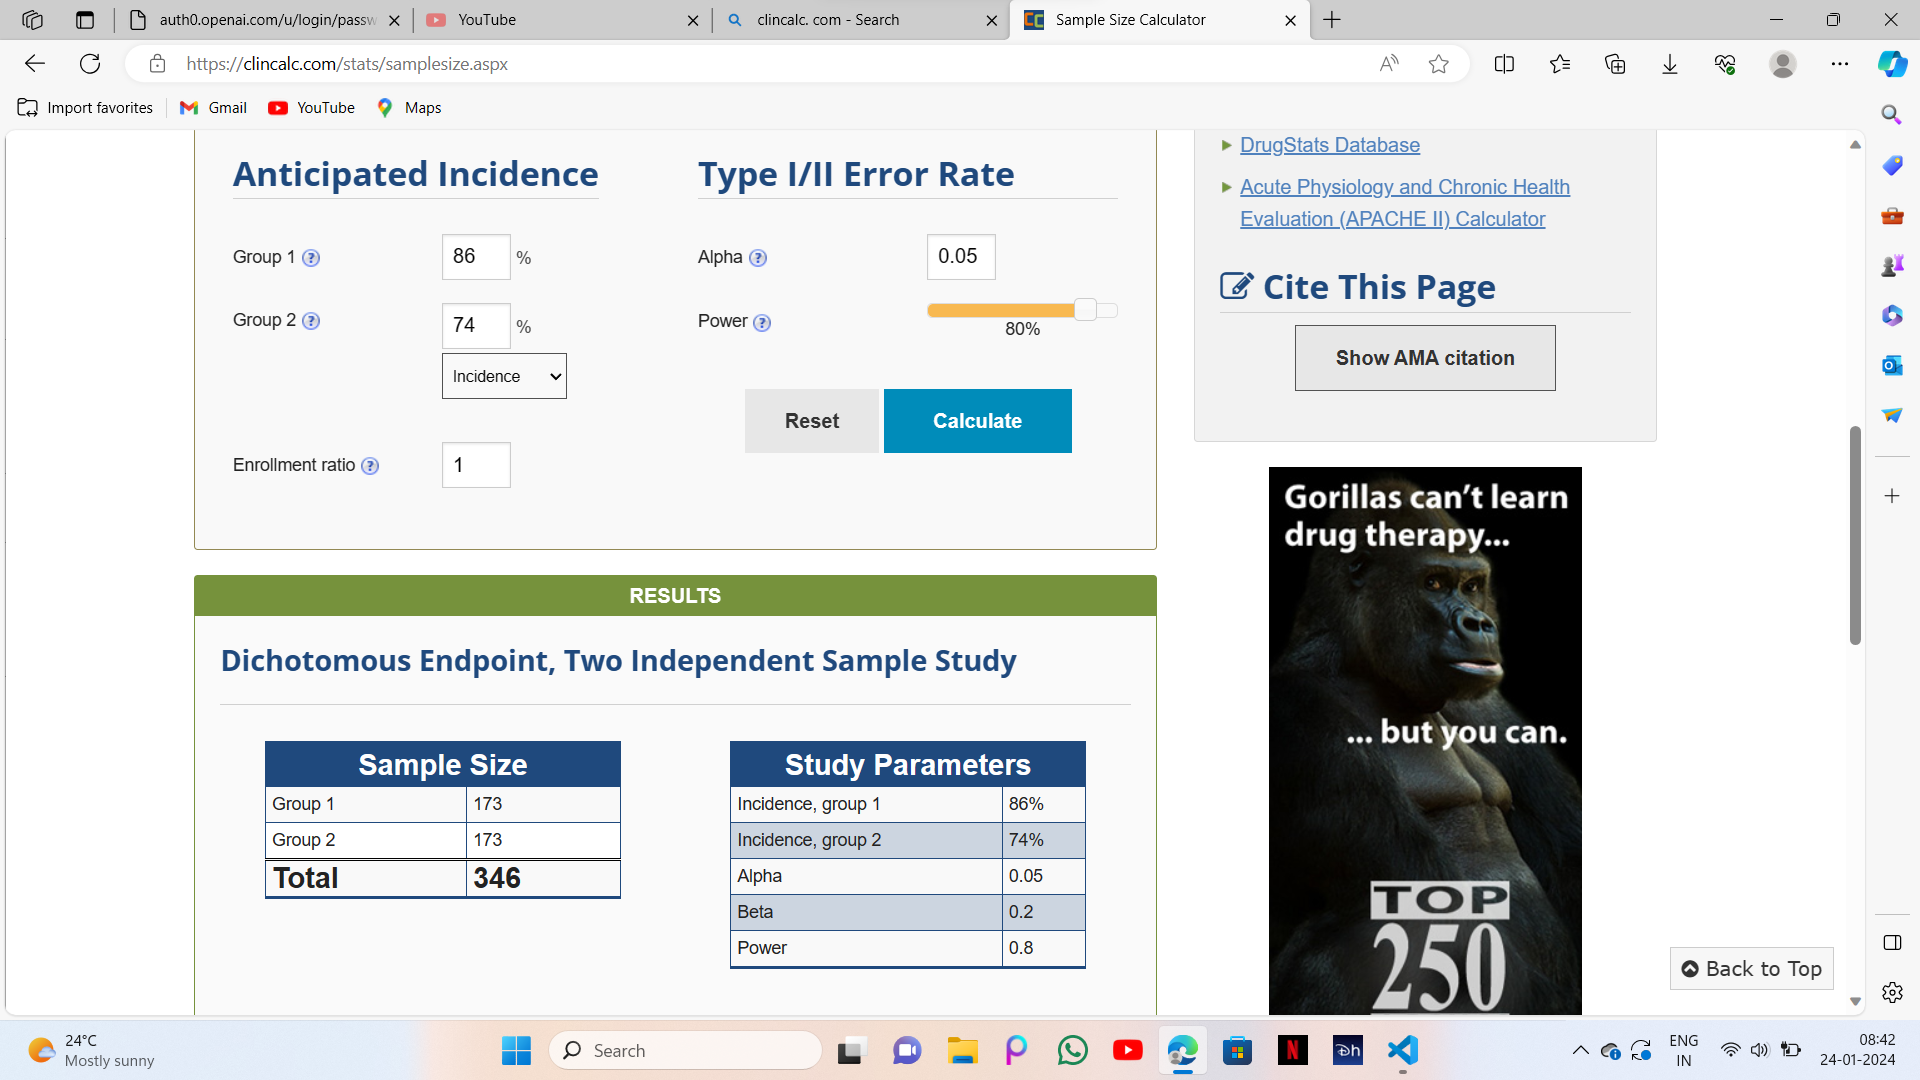 auth0.openai.com/u/login/passw
YouTube
clincalc. com - Search
Sample Size Calculator
https://clincalc.com/stats/samplesize.aspx
Import favorites
Gmail
YouTube
Maps
Anticipated Incidence
Group 1
86 %
Group 2
74 %
Incidence
Enrollment ratio
1
Type I/II Error Rate
Alpha
0.05
Power
80%
Reset
Calculate
DrugStats Database
Acute Physiology and Chronic Health
Evaluation (APACHE II) Calculator
Cite This Page
Show AMA citation
RESULTS
Dichotomous Endpoint, Two Independent Sample Study
Sample Size
Group 1 173
Group 2 173
Total 346
Study Parameters
Incidence, group 1 86%
Incidence, group 2 74%
Alpha 0.05
Beta 0.2
Power 0.8
Gorillas can't learn
drug therapy...
... but you can.
TOP
250
Back to Top
24°C
Mostly sunny
Search
ENG
IN
08:42
24-01-2024